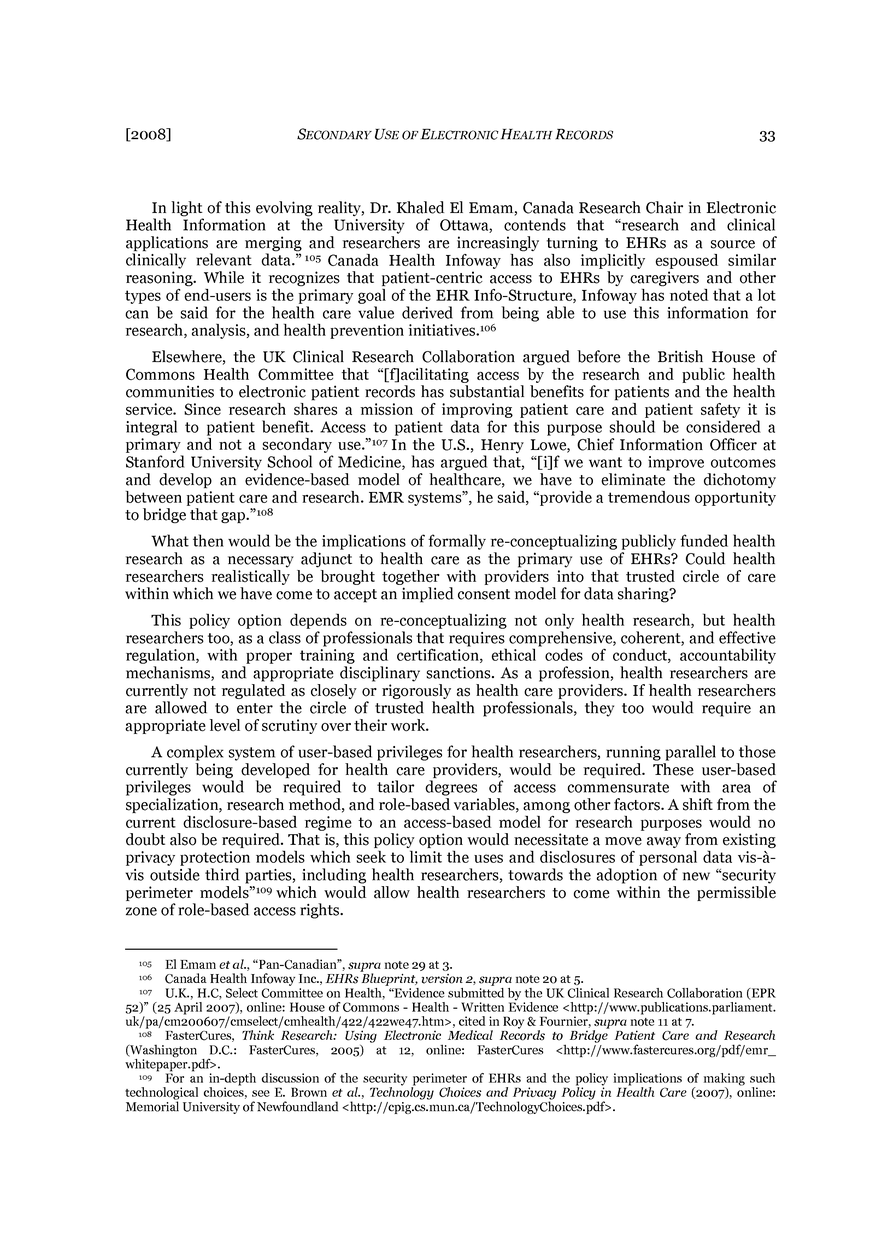 [2008] SECONDARY USE OF ELECTRONIC HEALTH RECORDS 33
In light of this evolving reality, Dr. Khaled El Emam, Canada Research Chair in Electronic
Health Information at the University of Ottawa, contends that “research and clinical
applications are merging and researchers are increasingly turning to EHRs as a source of
clinically relevant data.” 105 Canada Health Infoway has also implicitly espoused similar
reasoning. While it recognizes that patient-centric access to EHRs by caregivers and other
types of end-users is the primary goal of the EHR Info-Structure, Infoway has noted that a lot
can be said for the health care value derived from being able to use this information for
research, analysis, and health prevention initiatives.106
Elsewhere, the UK Clinical Research Collaboration argued before the British House of
Commons Health Committee that “[f]acilitating access by the research and public health
communities to electronic patient records has substantial benefits for patients and the health
service. Since research shares a mission of improving patient care and patient safety it is
integral to patient benefit. Access to patient data for this purpose should be considered a
primary and not a secondary use.”107 In the U.S., Henry Lowe, Chief Information Officer at
Stanford University School of Medicine, has argued that, “[i]f we want to improve outcomes
and develop an evidence-based model of healthcare, we have to eliminate the dichotomy
between patient care and research. EMR systems”, he said, “provide a tremendous opportunity
to bridge that gap.”108
What then would be the implications of formally re-conceptualizing publicly funded health
research as a necessary adjunct to health care as the primary use of EHRs? Could health
researchers realistically be brought together with providers into that trusted circle of care
within which we have come to accept an implied consent model for data sharing?
This policy option depends on re-conceptualizing not only health research, but health
researchers too, as a class of professionals that requires comprehensive, coherent, and effective
regulation, with proper training and certification, ethical codes of conduct, accountability
mechanisms, and appropriate disciplinary sanctions. As a profession, health researchers are
currently not regulated as closely or rigorously as health care providers. If health researchers
are allowed to enter the circle of trusted health professionals, they too would require an
appropriate level of scrutiny over their work.
A complex system of user-based privileges for health researchers, running parallel to those
currently being developed for health care providers, would be required. These user-based
privileges would be required to tailor degrees of access commensurate with area of
specialization, research method, and role-based variables, among other factors. A shift from the
current disclosure-based regime to an access-based model for research purposes would no
doubt also be required. That is, this policy option would necessitate a move away from existing
privacy protection models which seek to limit the uses and disclosures of personal data vis-à-
vis outside third parties, including health researchers, towards the adoption of new “security
perimeter models”109 which would allow health researchers to come within the permissible
zone of role-based access rights.
105 El Emam et al., “Pan-Canadian”, supra note 29 at 3.
106 Canada Health Infoway Inc., EHRs Blueprint, version 2, supra note 20 at 5.
107 U.K., H.C, Select Committee on Health, “Evidence submitted by the UK Clinical Research Collaboration (EPR
52)” (25 April 2007), online: House of Commons - Health - Written Evidence <http://www.publications.parliament.
uk/pa/cm200607/cmselect/cmhealth/422/422we47.htm>, cited in Roy & Fournier, supra note 11 at 7.
108 FasterCures, Think Research: Using Electronic Medical Records to Bridge Patient Care and Research
(Washington D.C.: FasterCures, 2005) at 12, online: FasterCures <http://www.fastercures.org/pdf/emr_
whitepaper.pdf>.
109 For an in-depth discussion of the security perimeter of EHRs and the policy implications of making such
technological choices, see E. Brown et al., Technology Choices and Privacy Policy in Health Care (2007), online:
Memorial University of Newfoundland <http://cpig.cs.mun.ca/TechnologyChoices.pdf>.